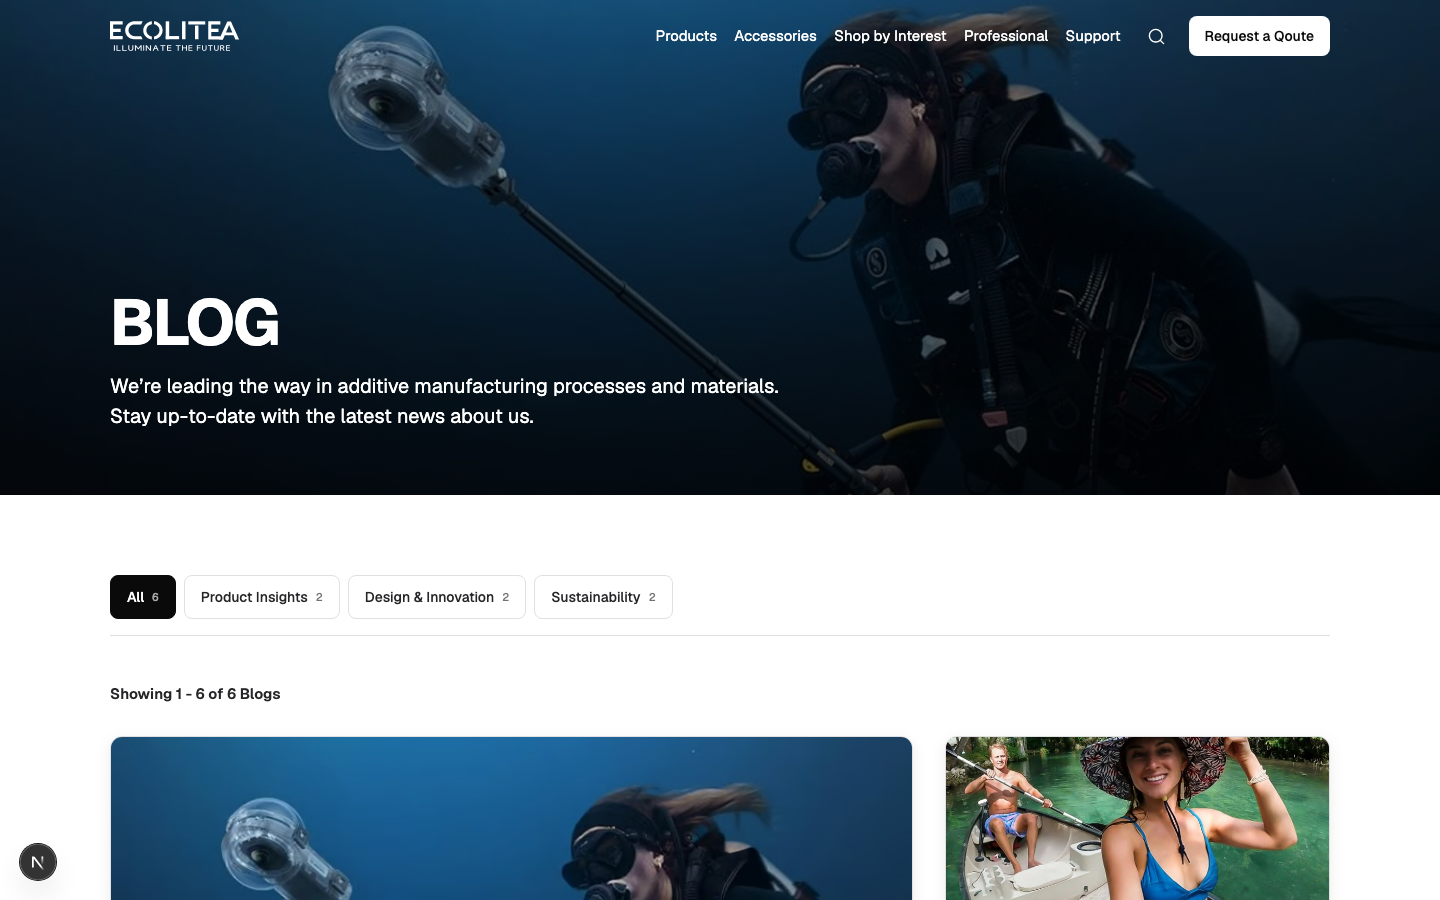 ECOLITEA
ILLUMINATE THE FUTURE
Products Accessories Shop by Interest Professional Support Request a Qoute
BLOG
We’re leading the way in additive manufacturing processes and materials.
Stay up-to-date with the latest news about us.
All 6 Product Insights 2 Design & Innovation 2 Sustainability 2
Showing 1 - 6 of 6 Blogs
N